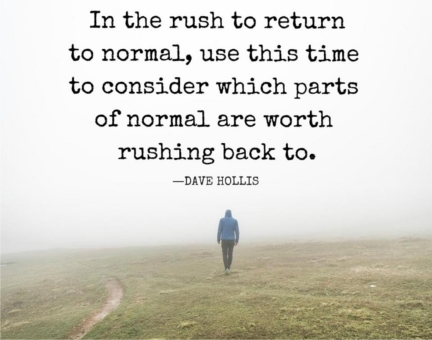 In the rush to return
to normal, use this time
to consider which parts
of normal are worth
rushing back to.
—DAVE HOLLIS